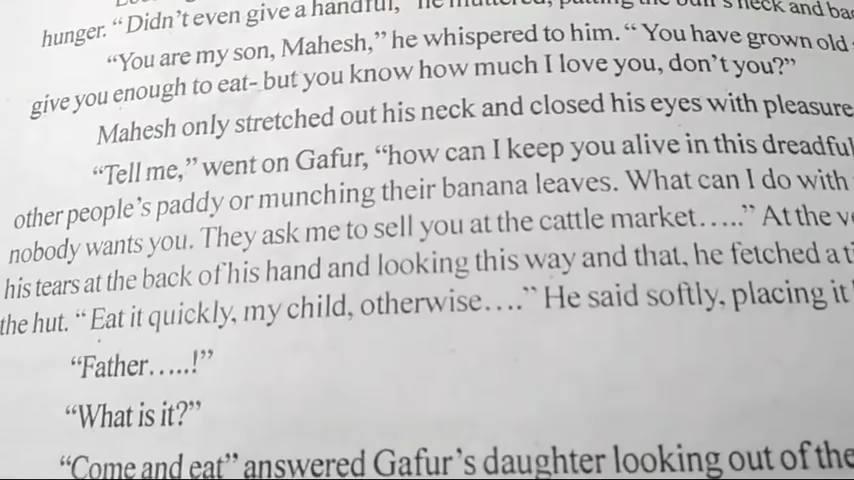 hunger. “Didn’t even give a handful,” he muttered, patting the bull’s neck and
“You are my son, Mahesh,” he whispered to him. “ You have grown old
give you enough to eat- but you know how much I love you, don’t you?”
Mahesh only stretched out his neck and closed his eyes with pleasure
“Tell me,” went on Gafur, “how can I keep you alive in this dreadful
other people’s paddy or munching their banana leaves. What can I do with
nobody wants you. They ask me to sell you at the cattle market…..” At the
his tears at the back of his hand and looking this way and that, he fetched a
the hut. “Eat it quickly, my child, otherwise….” He said softly, placing it
“Father…..!”
“What is it?”
“Come and eat” answered Gafur’s daughter looking out of the